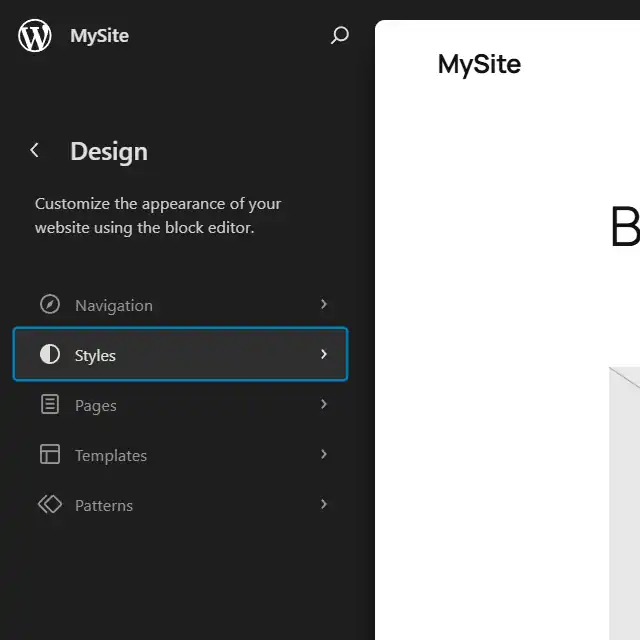 MySite
Design
Customize the appearance of your
website using the block editor.
Navigation
Styles
Pages
Templates
Patterns
MySite
B